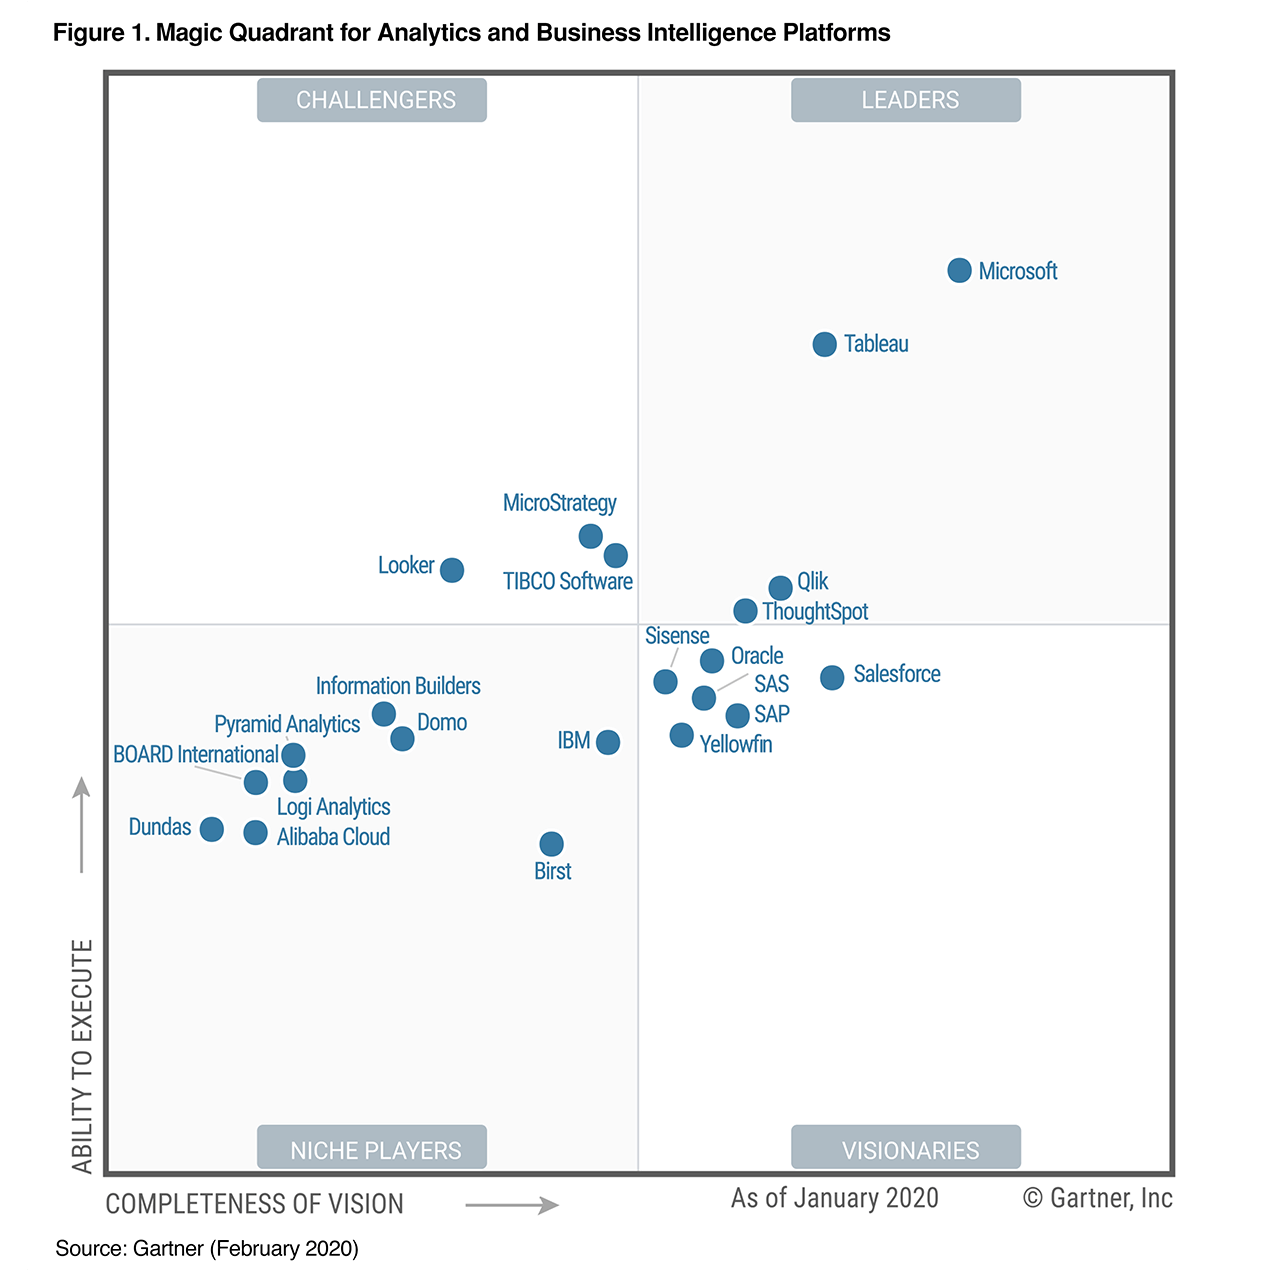 Figure 1. Magic Quadrant for Analytics and Business Intelligence Platforms
CHALLENGERS
LEADERS
Microsoft
Tableau
MicroStrategy
Looker
TIBCO Software
Qlik
ThoughtSpot
Sisense
Oracle
Salesforce
SAS
SAP
Yellowfin
Information Builders
Domo
Pyramid Analytics
IBM
BOARD International
Logi Analytics
Dundas
Alibaba Cloud
Birst
ABILITY TO EXECUTE
NICHE PLAYERS
VISIONARIES
COMPLETENESS OF VISION
As of January 2020
© Gartner, Inc
Source: Gartner (February 2020)